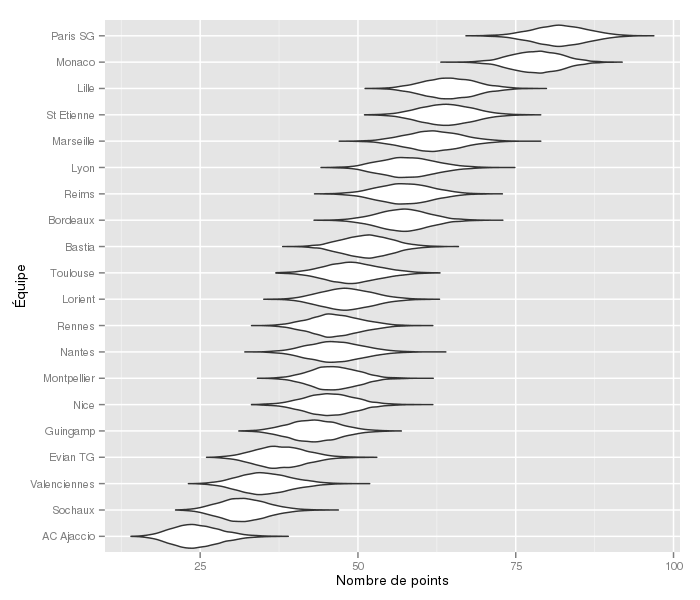 Paris SG
Monaco
Lille
St Etienne
Marseille
Lyon
Reims
Bordeaux
Bastia
Toulouse
Lorient
Rennes
Nantes
Montpellier
Nice
Guingamp
Evian TG
Valenciennes
Sochaux
AC Ajaccio
Équipe
25 50 75 100
Nombre de points